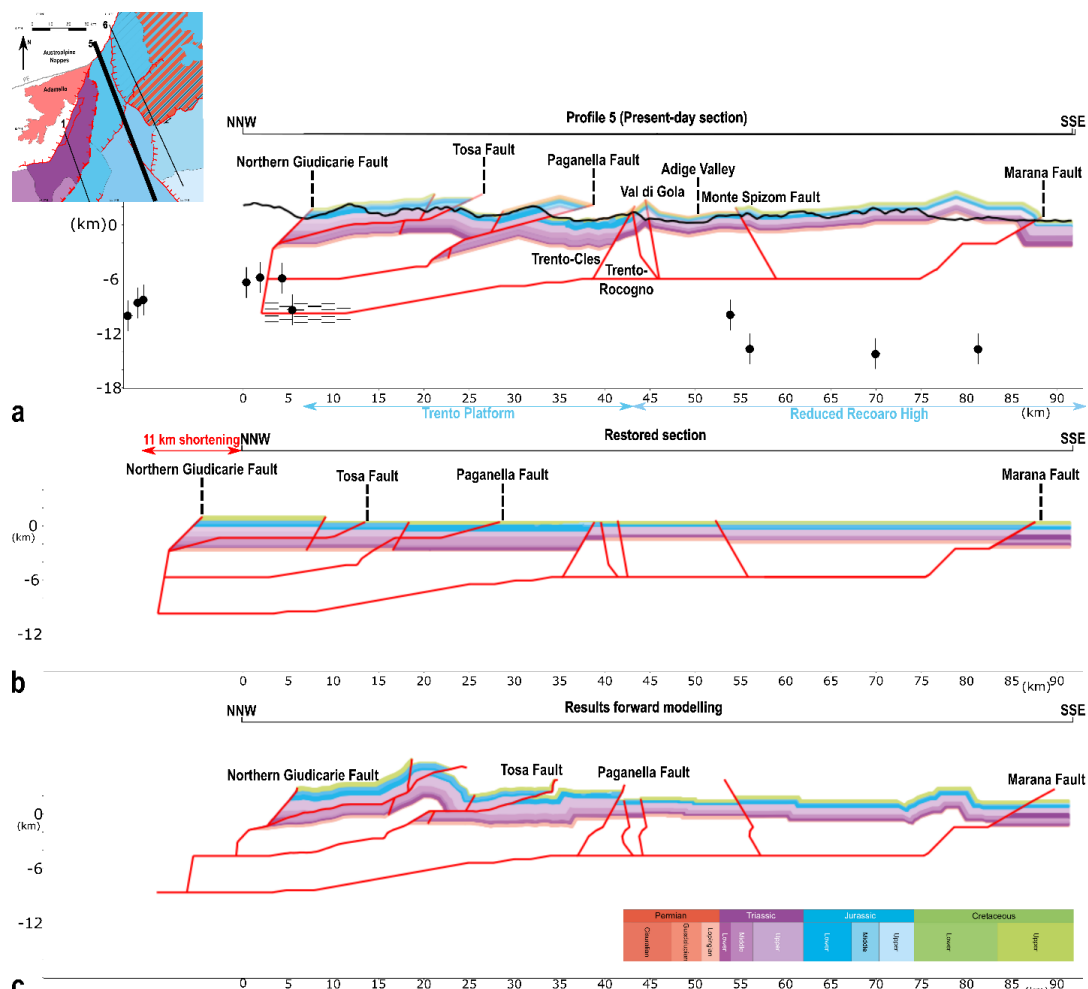 6
5
N
Austroalpine
Nappes
Adamello
1
NNW
Profile 5 (Present-day section)
SSE
Northern Giudicarie Fault
Tosa Fault
Paganella Fault
Val di Gola
Adige Valley
Monte Spizom Fault
Marana Fault
(km)0
Trento-Cles
Trento-
Rocogno
-6
-12
-18
0 5 10 15 20 25 30 35 40 45 50 55 60 65 70 75 80 85 90
(km)
a
Trento Platform
Reduced Recoaro High
11 km shortening
NNW
Restored section
SSE
Northern Giudicarie Fault
Tosa Fault
Paganella Fault
Marana Fault
0
(km)
-6
-12
b
0 5 10 15 20 25 30 35 40 45 50 55 60 65 70 75 80 85 (km) 90
NNW
Results forward modelling
SSE
Northern Giudicarie Fault
Tosa Fault
Paganella Fault
Marana Fault
0
(km)
-6
-12
Permian Triassic Jurassic Cretaceous
Cisuralian Guadalupian Lopingian Lower Middle Upper Lower Middle Upper Lower Upper
c
0 5 10 15 20 25 30 35 40 45 50 55 60 65 70 75 80 85 (km) 90